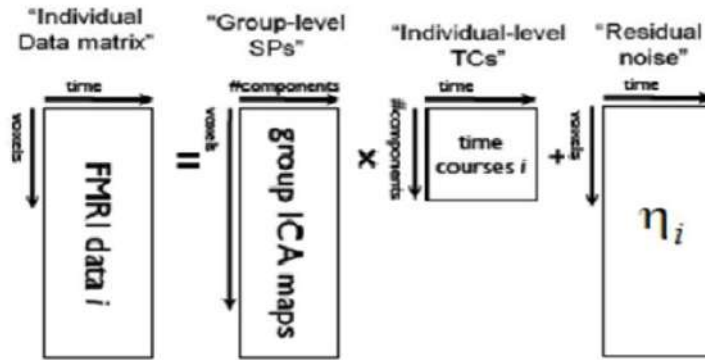 "Individual
Data matrix"
"Group-level
SPs"
"Individual-level
TCs"
"Residual
noise"
time
voxels
FMRI data i
=
#components
voxels
group ICA maps
x
time
#components
time
courses i
+
time
voxels
η i